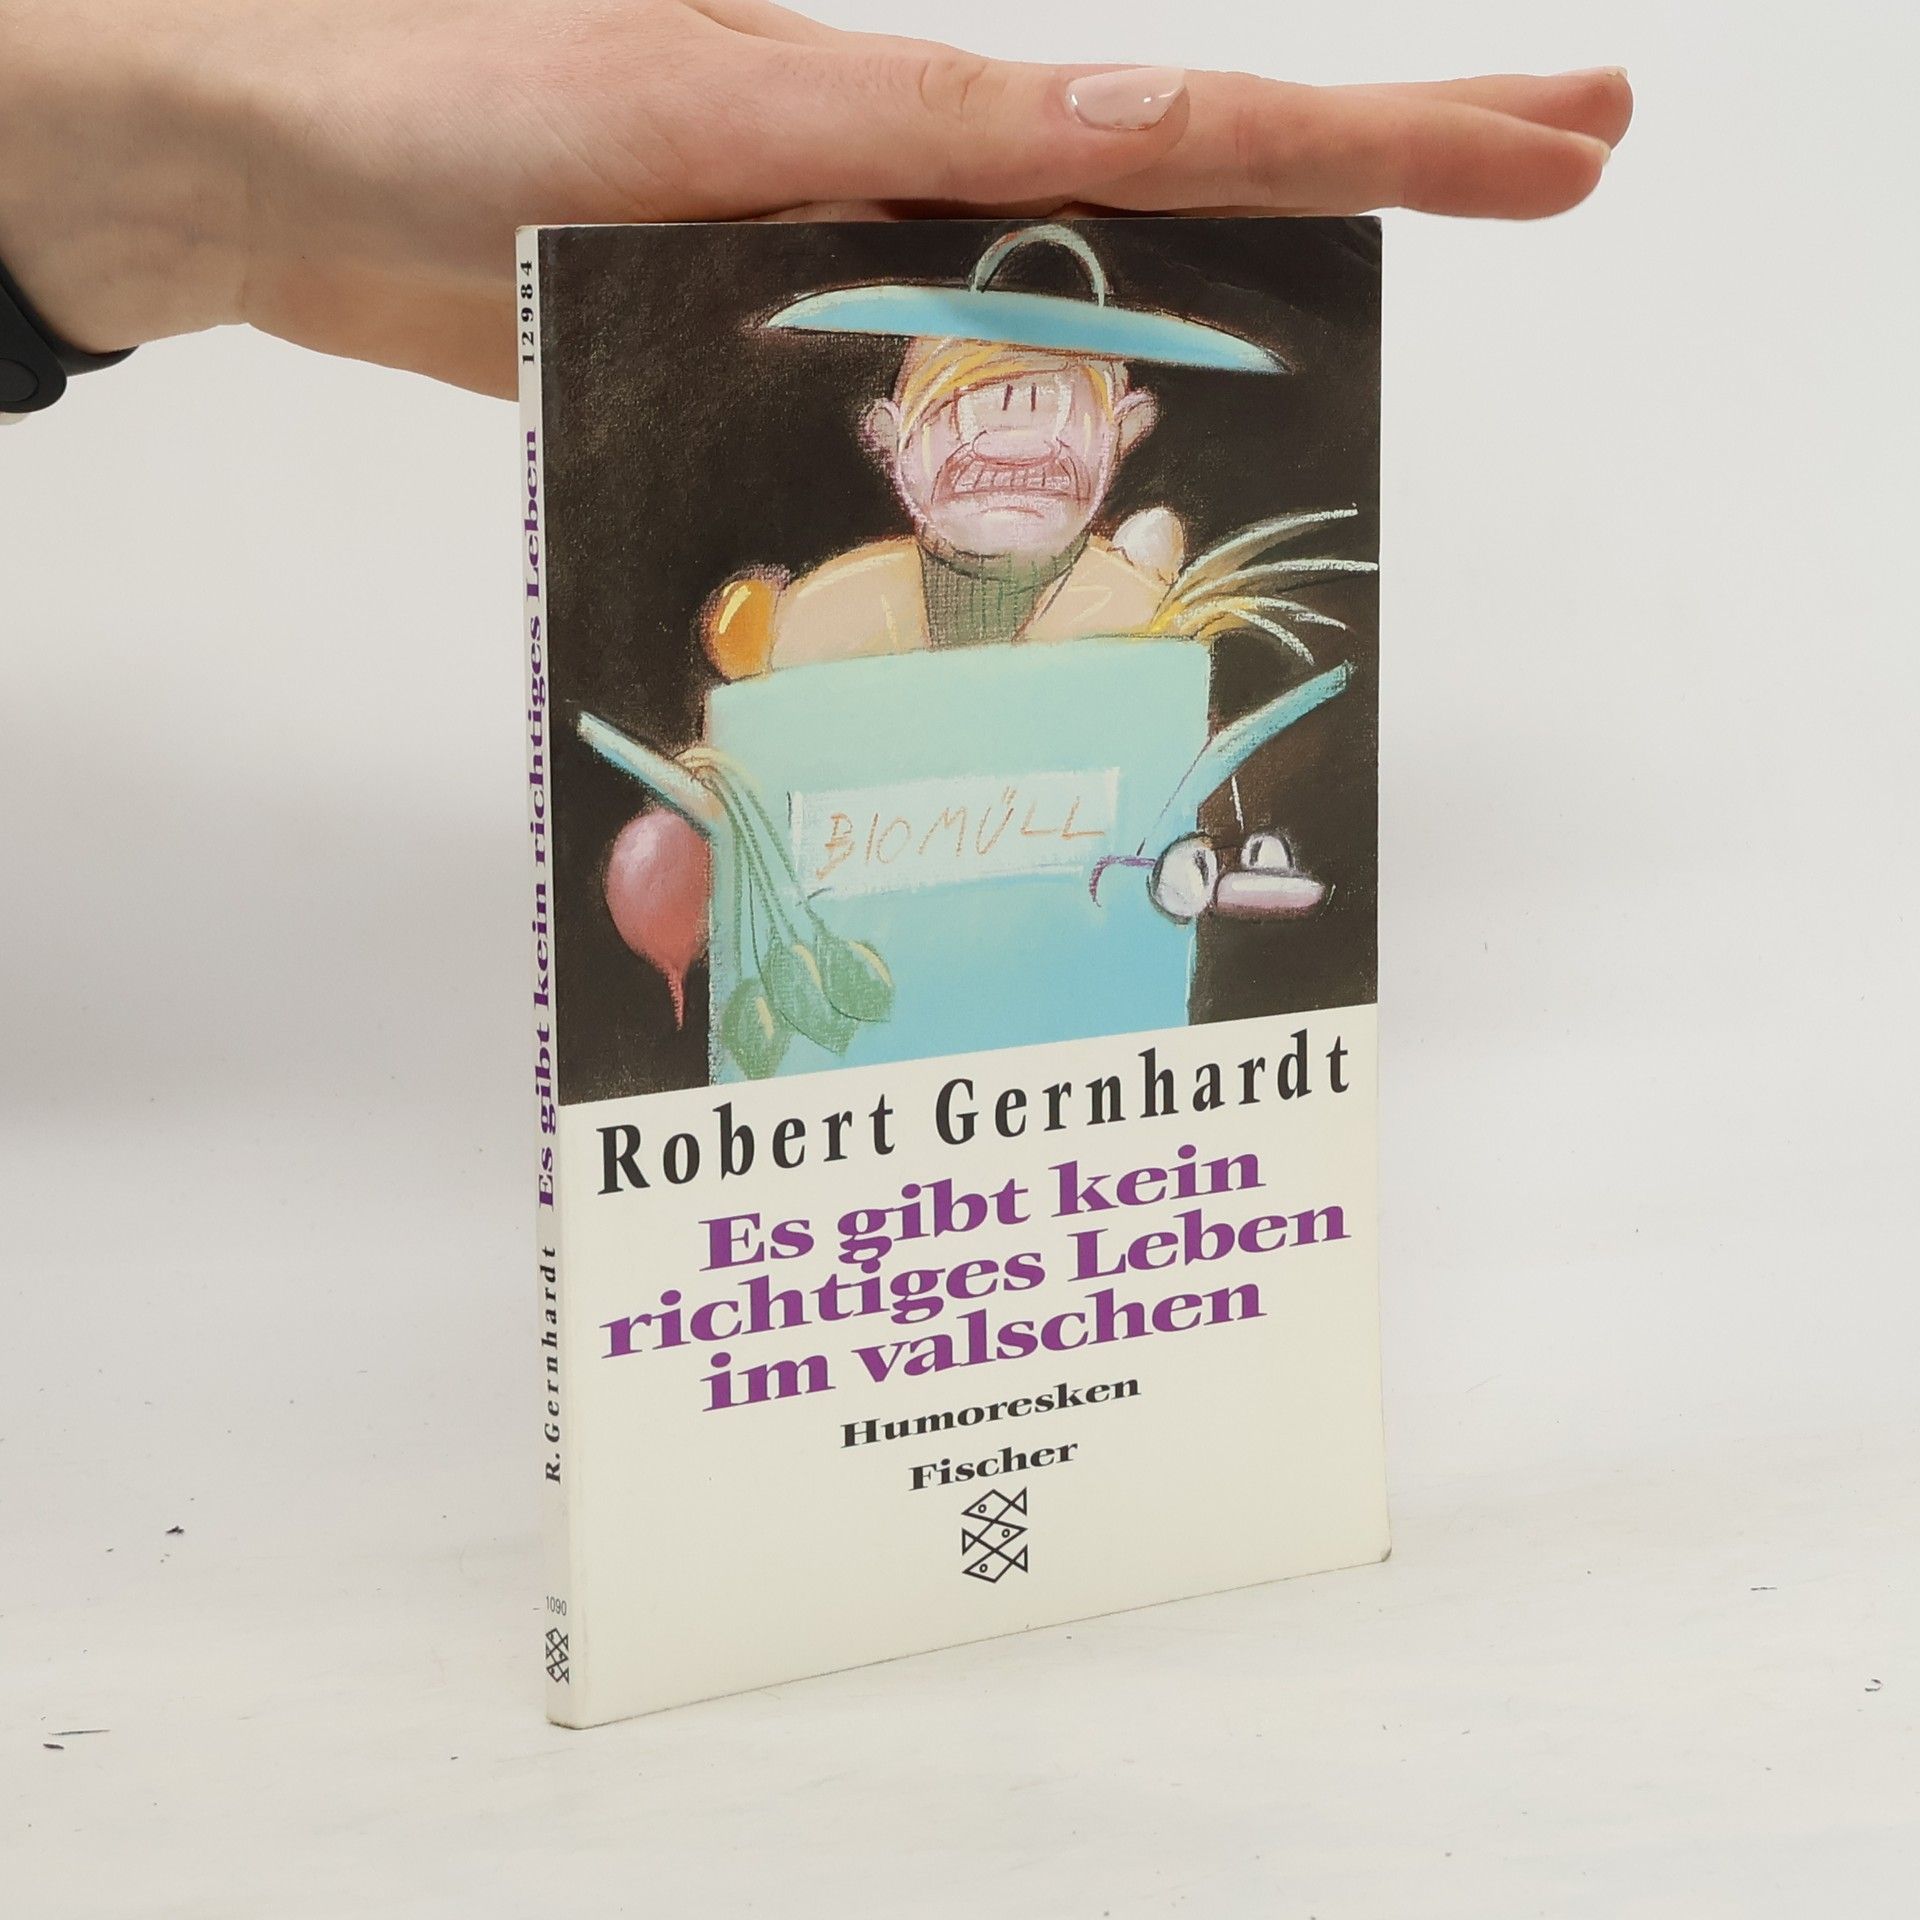 BIOMÜLL
Robert Gernhardt
Es gibt kein
richtiges Leben
im valschen
Humoresken
Fischer
R. Gernhardt Es gibt kein richtiges Leben 12984
1090